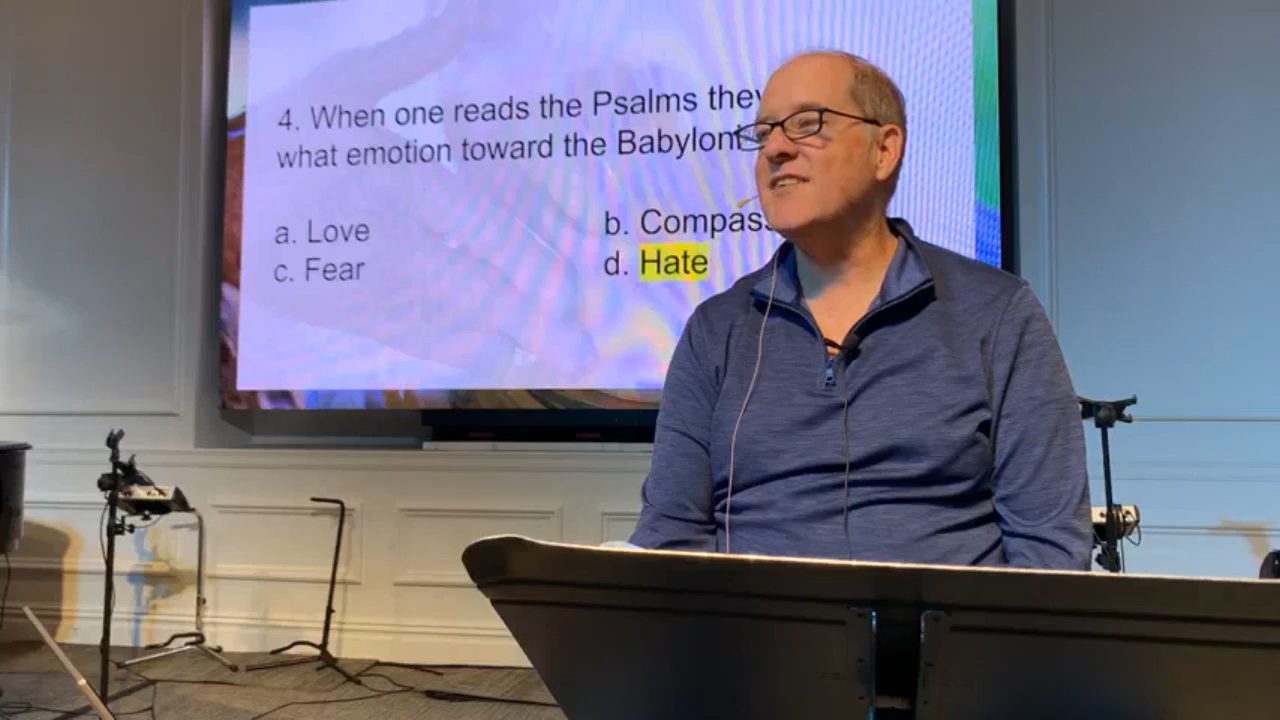 4. When one reads the Psalms they
what emotion toward the Babylon
a. Love b. Compass
c. Fear d. Hate